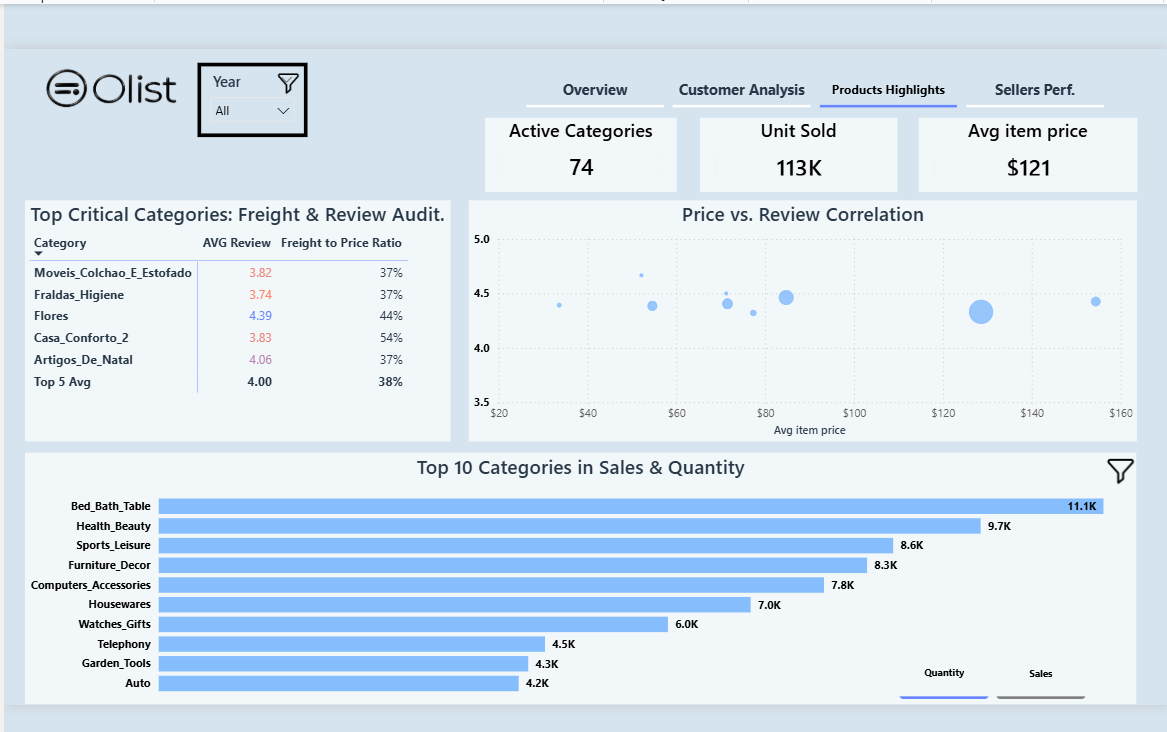 Olist
Year
All
Overview
Customer Analysis
Products Highlights
Sellers Perf.
Active Categories
74
Unit Sold
113K
Avg item price
$121
Top Critical Categories: Freight & Review Audit.
Category AVG Review Freight to Price Ratio
Moveis_Colchao_E_Estofado 3.82 37%
Fraldas_Higiene 3.74 37%
Flores 4.39 44%
Casa_Conforto_2 3.83 54%
Artigos_De_Natal 4.06 37%
Top 5 Avg 4.00 38%
Price vs. Review Correlation
5.0
4.5
4.0
3.5
$20 $40 $60 $80 $100 $120 $140 $160
Avg item price
Top 10 Categories in Sales & Quantity
Bed_Bath_Table 11.1K
Health_Beauty 9.7K
Sports_Leisure 8.6K
Furniture_Decor 8.3K
Computers_Accessories 7.8K
Housewares 7.0K
Watches_Gifts 6.0K
Telephony 4.5K
Garden_Tools 4.3K
Auto 4.2K
Quantity
Sales